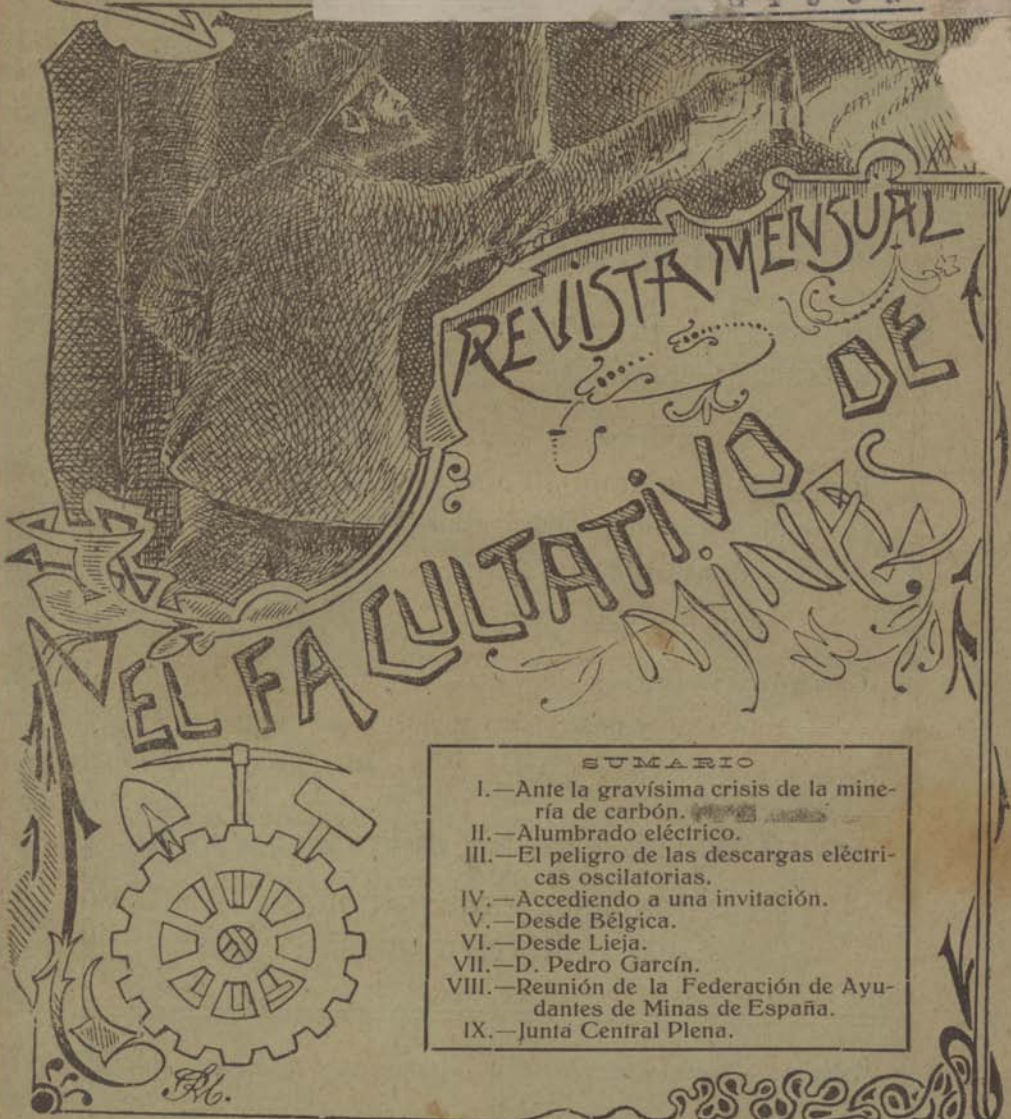 REVISTA MENSUAL
EL FACULTATIVO DE
MINAS
SUMARIO
I.—Ante la gravísima crisis de la mine-
ría de carbón.
II.—Alumbrado eléctrico.
III.—El peligro de las descargas eléctri-
cas oscilatorias.
IV.—Accediendo a una invitación.
V.—Desde Bélgica.
VI.—Desde Lieja.
VII.—D. Pedro Garcín.
VIII.—Reunión de la Federación de Ayu-
dantes de Minas de España.
IX.—Junta Central Plena.